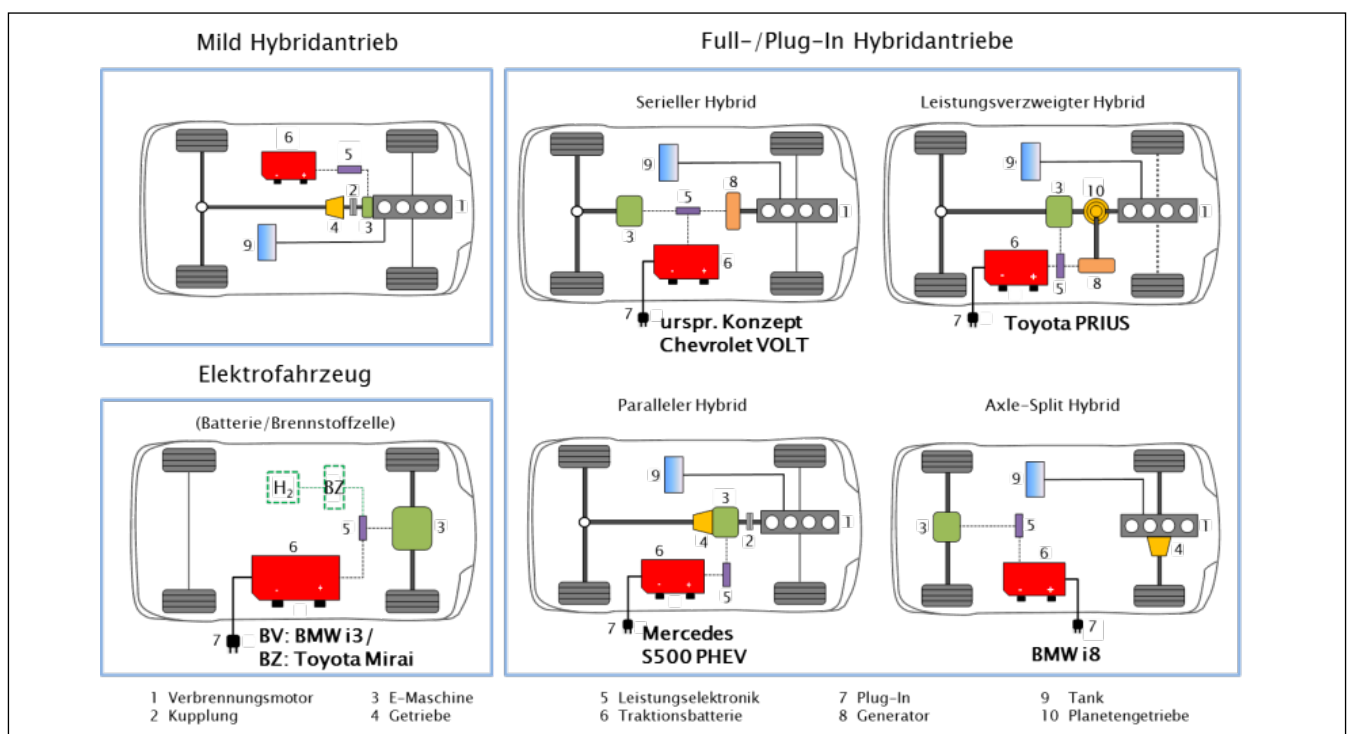 Mild Hybridantrieb
6
5
2
1
4
3
9
Full-/Plug-In Hybridantriebe
Serieller Hybrid
9
8
5
1
3
6
7
urspr. Konzept
Chevrolet VOLT
Leistungsverzweigter Hybrid
9
3
10
1
6
5
8
7
Toyota PRIUS
Elektrofahrzeug
(Batterie/Brennstoffzelle)
H2
BZ
5
3
6
- +
7
BV: BMW i3 /
BZ: Toyota Mirai
Paralleler Hybrid
9
3
1
4
2
6
- +
5
7
Mercedes
S500 PHEV
Axle-Split Hybrid
9
3
5
1
4
6
- +
7
BMW i8
1 Verbrennungsmotor
2 Kupplung
3 E-Maschine
4 Getriebe
5 Leistungselektronik
6 Traktionsbatterie
7 Plug-In
8 Generator
9 Tank
10 Planetengetriebe